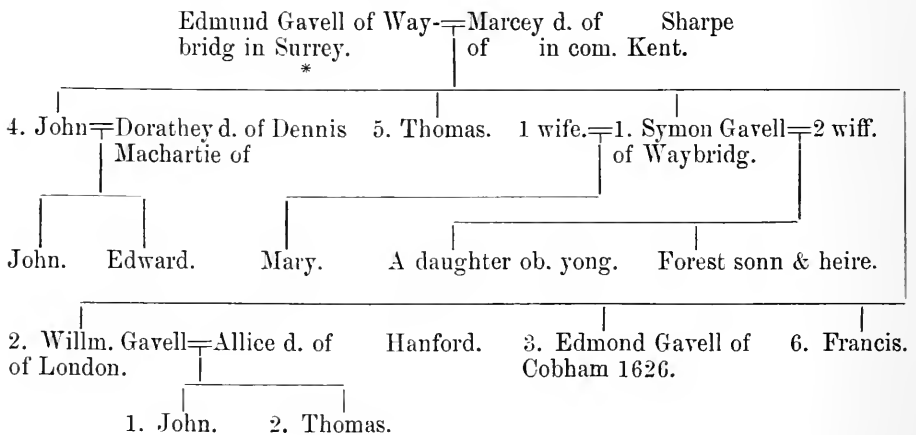 Edmund Gavell of Way- Marcey d. of Sharpe
bridg in Surrey. of in com. Kent.
*
4. John Dorathey d. of Dennis 5. Thomas. 1 wife. 1. Symon Gavell 2 wiff.
Machartie of of Waybridg.
John. Edward. Mary. A daughter ob. yong. Forest sonn & heire.
2. Willm. Gavell Allice d. of Hanford. 3. Edmond Gavell of 6. Francis.
of London. Cobham 1626.
1. John. 2. Thomas.